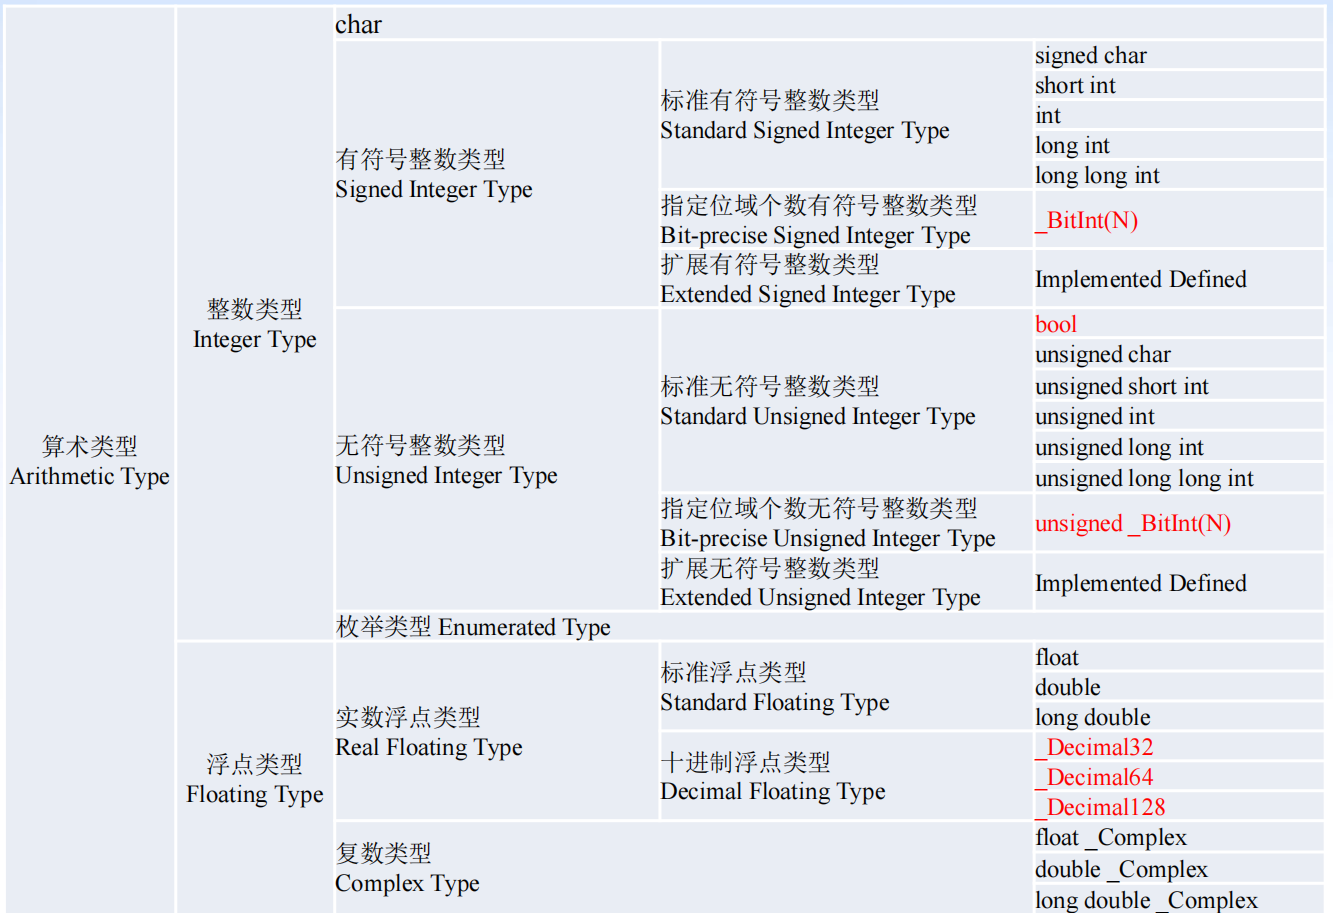 算术类型
Arithmetic Type
整数类型
Integer Type
char
有符号整数类型
Signed Integer Type
标准有符号整数类型
Standard Signed Integer Type
signed char
short int
int
long int
long long int
指定位域个数有符号整数类型
Bit-precise Signed Integer Type
_BitInt(N)
扩展有符号整数类型
Extended Signed Integer Type
Implemented Defined
无符号整数类型
Unsigned Integer Type
标准无符号整数类型
Standard Unsigned Integer Type
bool
unsigned char
unsigned short int
unsigned int
unsigned long int
unsigned long long int
指定位域个数无符号整数类型
Bit-precise Unsigned Integer Type
unsigned _BitInt(N)
扩展无符号整数类型
Extended Unsigned Integer Type
Implemented Defined
枚举类型 Enumerated Type
浮点类型
Floating Type
实数浮点类型
Real Floating Type
标准浮点类型
Standard Floating Type
float
double
long double
十进制浮点类型
Decimal Floating Type
_Decimal32
_Decimal64
_Decimal128
复数类型
Complex Type
float _Complex
double _Complex
long double _Complex